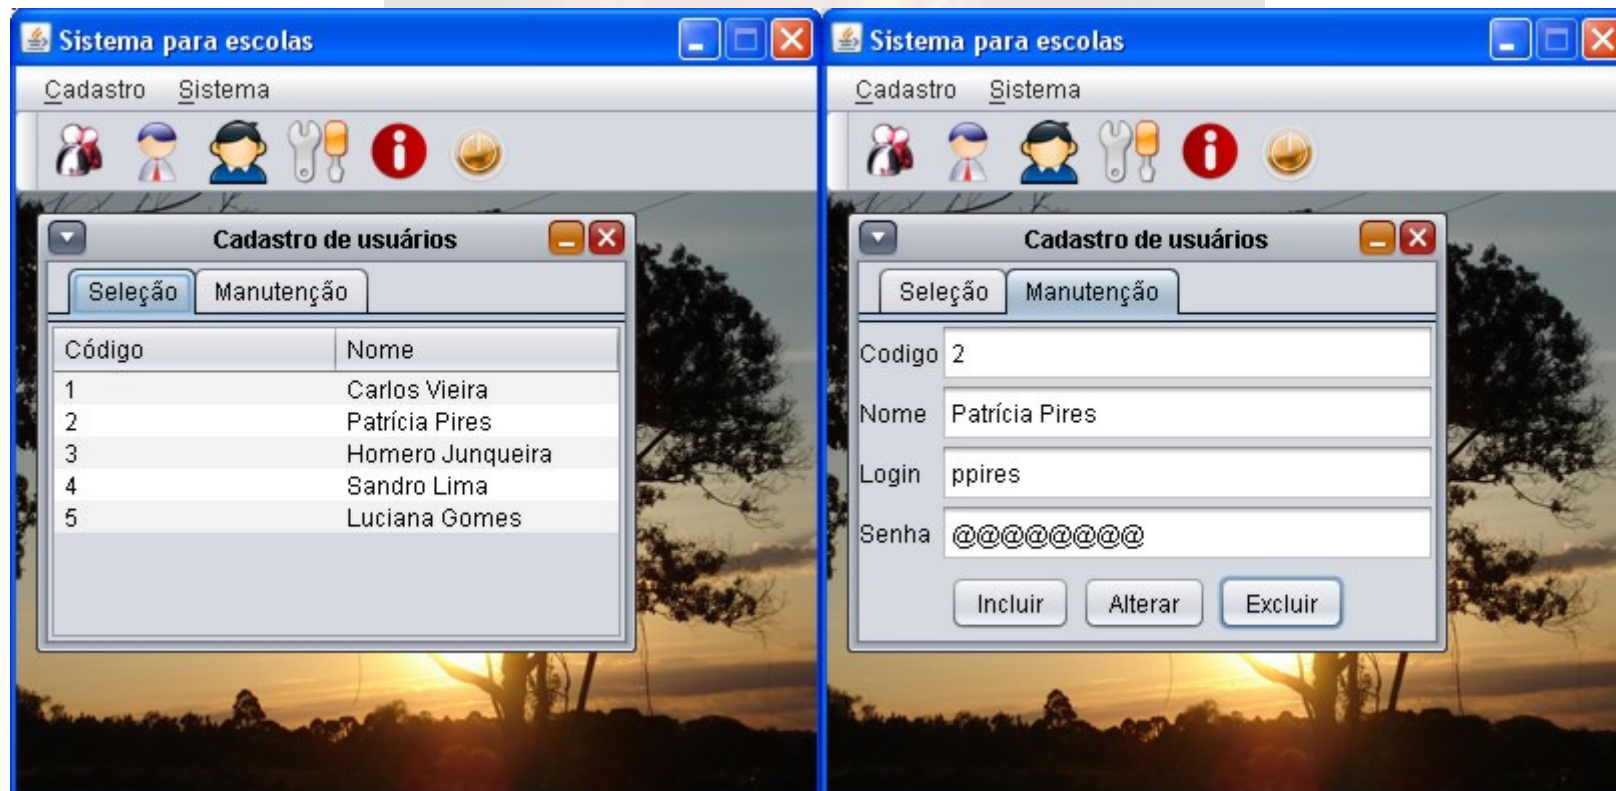 Sistema para escolas
Cadastro Sistema
Cadastro de usuários
Seleção Manutenção
Código Nome
1 Carlos Vieira
2 Patrícia Pires
3 Homero Junqueira
4 Sandro Lima
5 Luciana Gomes
Sistema para escolas
Cadastro Sistema
Cadastro de usuários
Seleção Manutenção
Codigo 2
Nome Patrícia Pires
Login ppires
Senha @@@@@@@@
Incluir Alterar Excluir